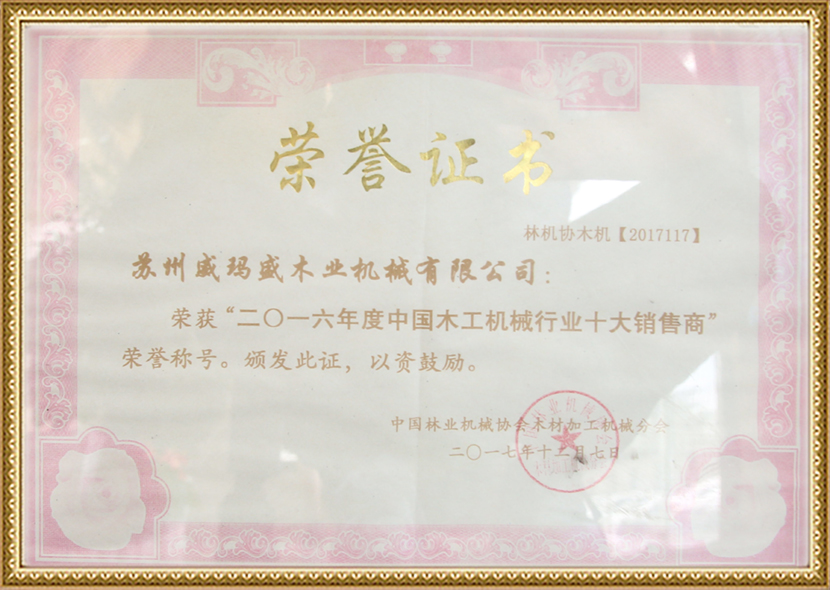 荣誉证书
林机协木机【2017117】
苏州威玛盛木业机械有限公司：
荣获“二〇一六年度中国木工机械行业十大销售商”
荣誉称号。颁发此证，以资鼓励。
中国林业机械协会木材加工机械分会
二〇一七年十二月七日